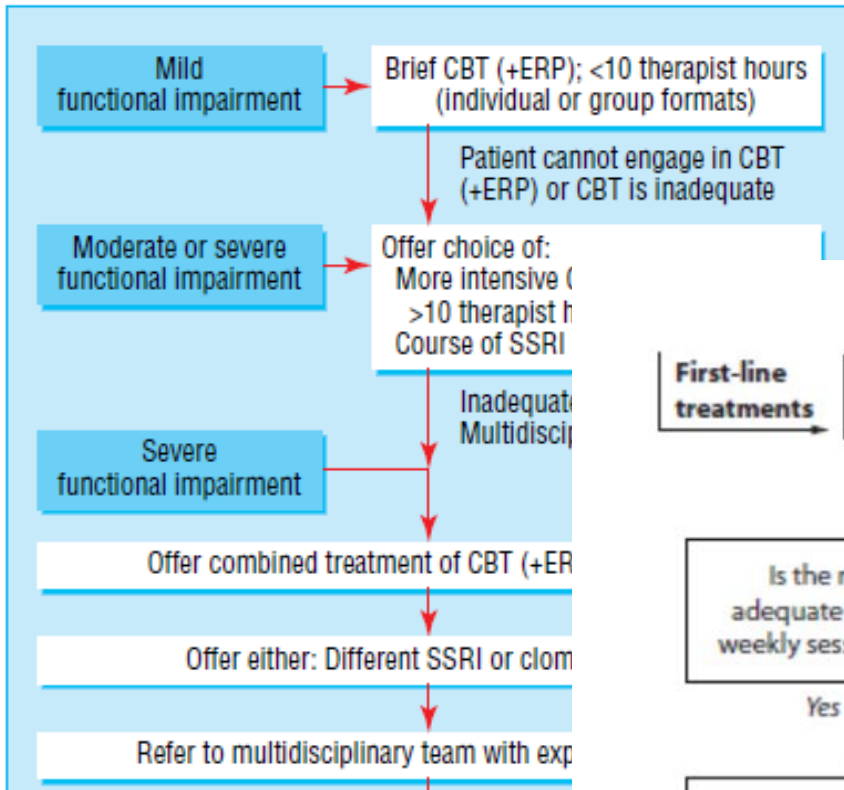 Mild
functional impairment
Brief CBT (+ERP); <10 therapist hours
(individual or group formats)
Patient cannot engage in CBT
(+ERP) or CBT is inadequate
Moderate or severe
functional impairment
Offer choice of:
More intensive
>10 therapist
Course of SSRI
Multidiscip
Severe
functional impairment
Offer combined treatment of CBT (+ER
Offer either: Different SSRI or clom
Refer to multidisciplinary team with exp
First-line
treatments
Is the
adequate
weekly ses
Yes